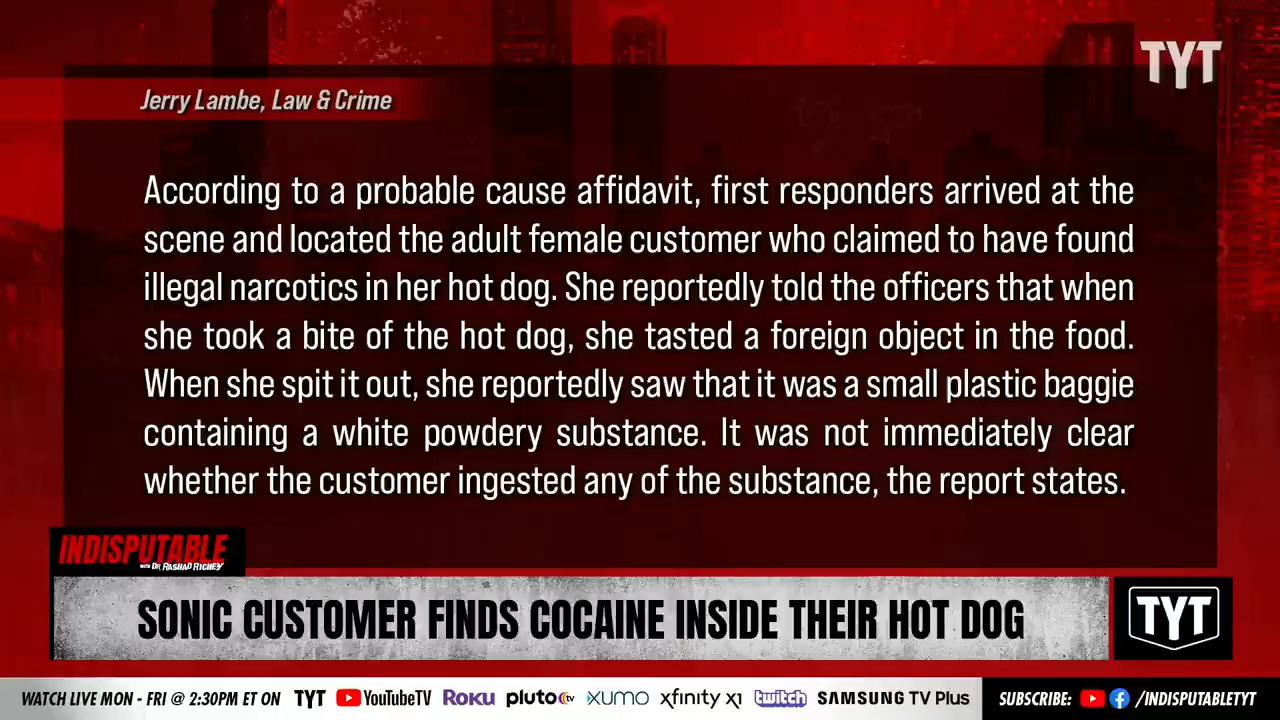 TYT
Jerry Lambe, Law & Crime
According to a probable cause affidavit, first responders arrived at the
scene and located the adult female customer who claimed to have found
illegal narcotics in her hot dog. She reportedly told the officers that when
she took a bite of the hot dog, she tasted a foreign object in the food.
When she spit it out, she reportedly saw that it was a small plastic baggie
containing a white powdery substance. It was not immediately clear
whether the customer ingested any of the substance, the report states.
INDISPUTABLE
WITH DR. RASHAD RICHEY
SONIC CUSTOMER FINDS COCAINE INSIDE THEIR HOT DOG
TYT
WATCH LIVE MON - FRI @ 2:30PM ET ON TYT YouTubeTV ROKU pluto tv XUMO xfinity x1 twitch SAMSUNG TV Plus SUBSCRIBE: /INDISPUTABLETYT